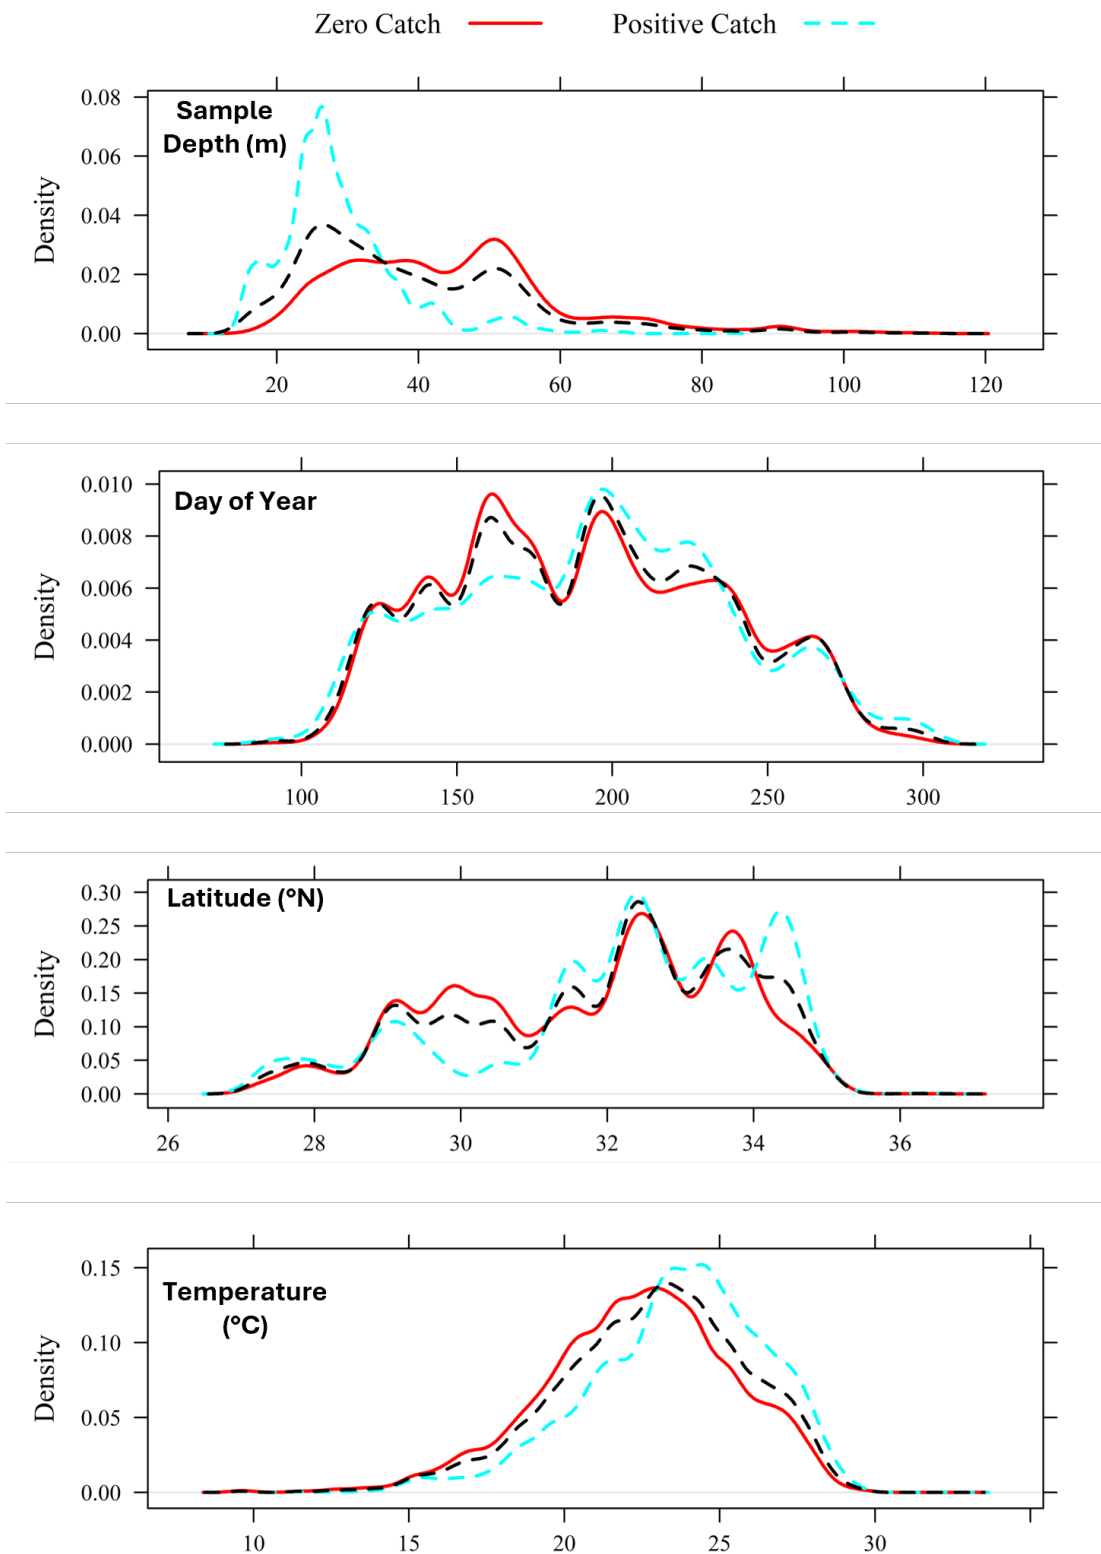 Zero Catch Positive Catch
Sample
Depth (m)
Density
0.08
0.06
0.04
0.02
0.00
20 40 60 80 100 120
Day of Year
Density
0.010
0.008
0.006
0.004
0.002
0.000
100 150 200 250 300
Latitude (°N)
Density
0.30
0.25
0.20
0.15
0.10
0.05
0.00
26 28 30 32 34 36
Temperature
(°C)
Density
0.15
0.10
0.05
0.00
10 15 20 25 30